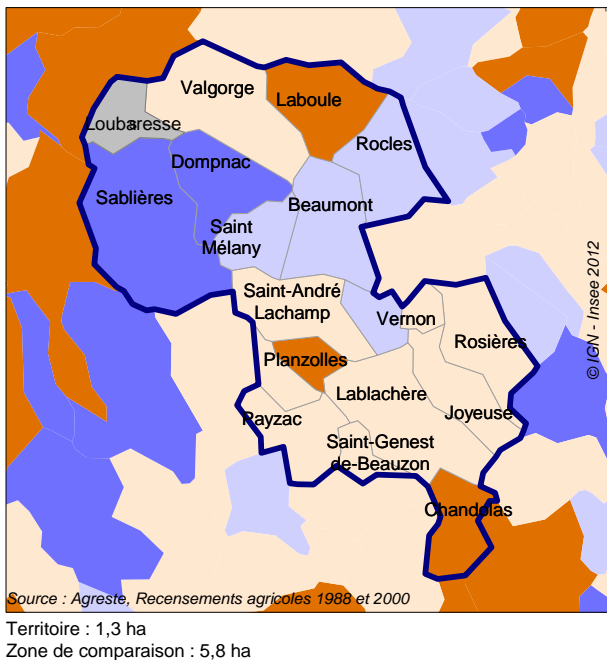 Valgorge
Laboule
Loubaresse
Rocles
Dompnac
Sablières
Beaumont
Saint
Mélany
Saint-André
Lachamp
Vernon
Rosières
Planzolles
Lablachère
Joyeuse
Payzac
Saint-Genest
de-Beauzon
Chandolas
© IGN - Insee 2012
Source : Agreste, Recensements agricoles 1988 et 2000
Territoire : 1,3 ha
Zone de comparaison : 5,8 ha